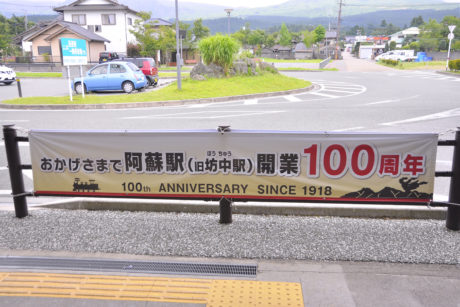 おかげさまで阿蘇駅(旧坊中駅)開業100周年
ぼう ちゅう
100th ANNIVERSARY SINCE 1918